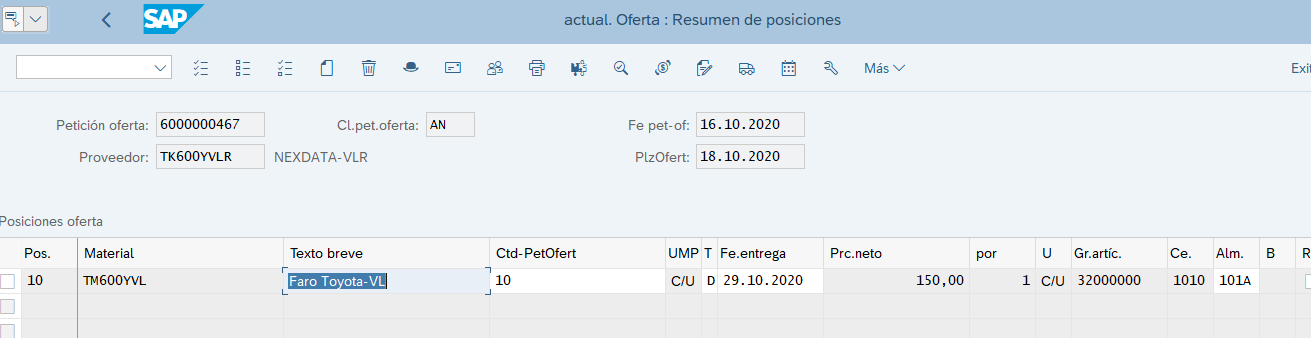 SAP
actual. Oferta : Resumen de posiciones
Más
Exit
Petición oferta: 6000000467 Cl.pet.oferta: AN Fe pet-of: 16.10.2020
Proveedor: TK600YVLR NEXDATA-VLR PlzOfert: 18.10.2020
Posiciones oferta
Pos. Material Texto breve Ctd-PetOfert UMP T Fe.entrega Prc.neto por U Gr.artíc. Ce. Alm. B R
10 TM600YVL Faro Toyota-VL 10 C/U D 29.10.2020 150,00 1 C/U 32000000 1010 101A